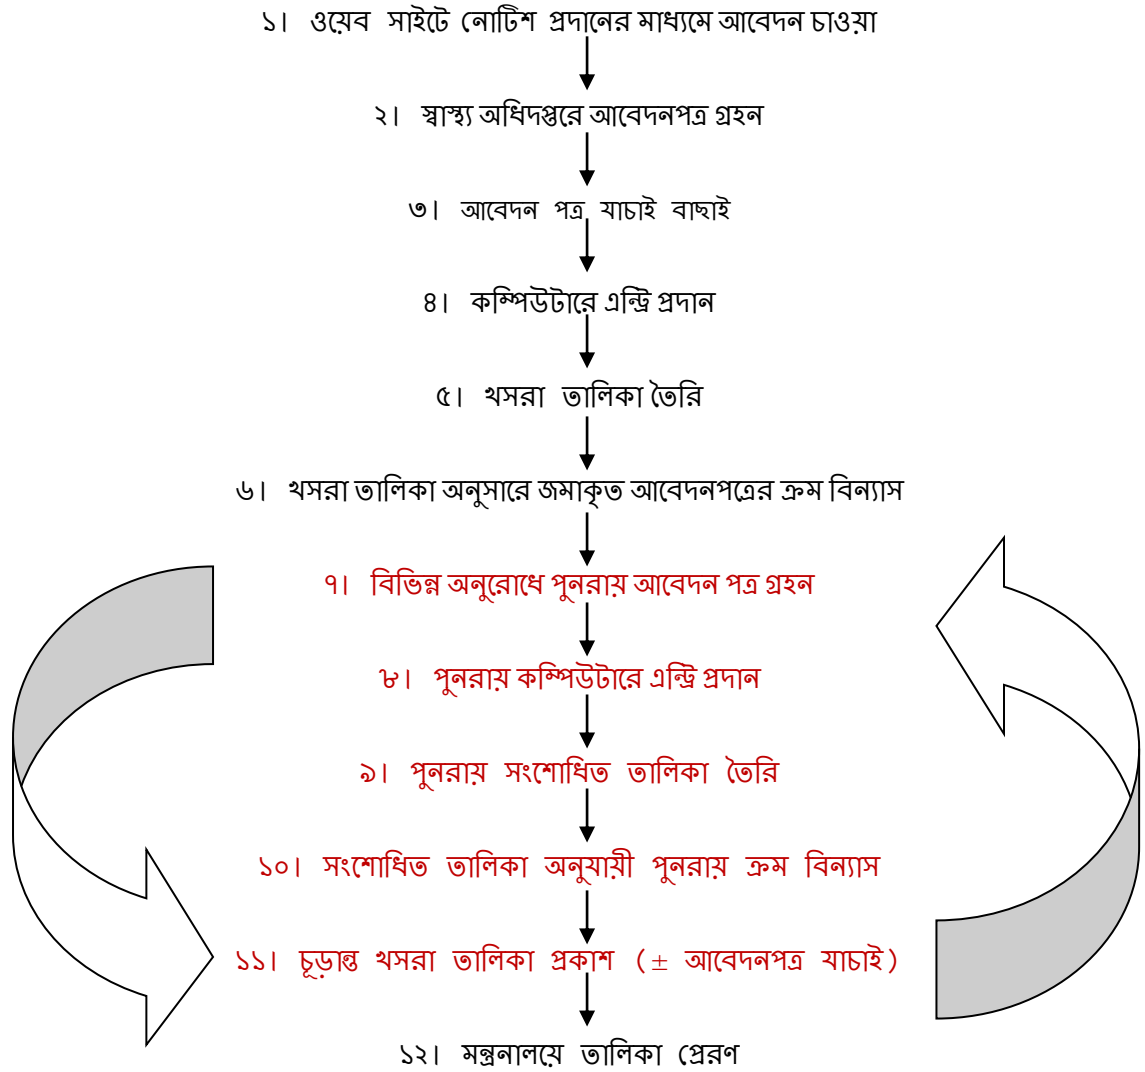 ১। ওয়েব সাইটে নোটিশ প্রদানের মাধ্যমে আবেদন চাওয়া
২। স্বাস্থ্য অধিদপ্তরে আবেদনপত্র গ্রহন
৩। আবেদন পত্র যাচাই বাছাই
৪। কম্পিউটারে এন্ট্রি প্রদান
৫। খসরা তালিকা তৈরি
৬। খসরা তালিকা অনুসারে জমাকৃত আবেদনপত্রের ক্রম বিন্যাস
৭। বিভিন্ন অনুরোধে পুনরায় আবেদন পত্র গ্রহন
৮। পুনরায় কম্পিউটারে এন্ট্রি প্রদান
৯। পুনরায় সংশোধিত তালিকা তৈরি
১০। সংশোধিত তালিকা অনুযায়ী পুনরায় ক্রম বিন্যাস
১১। চূড়ান্ত খসরা তালিকা প্রকাশ (± আবেদনপত্র যাচাই)
১২। মন্ত্রনালয়ে তালিকা প্রেরণ